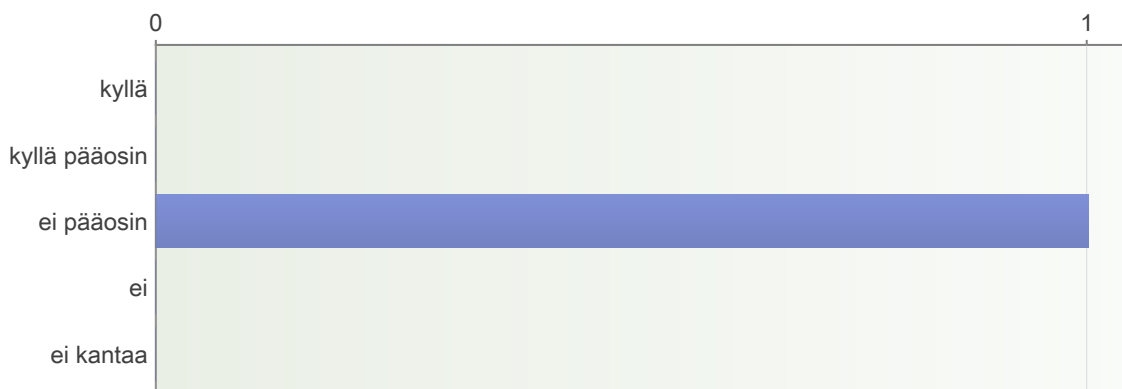 0 1
kyllä
kyllä pääosin
ei pääosin
ei
ei kantaa